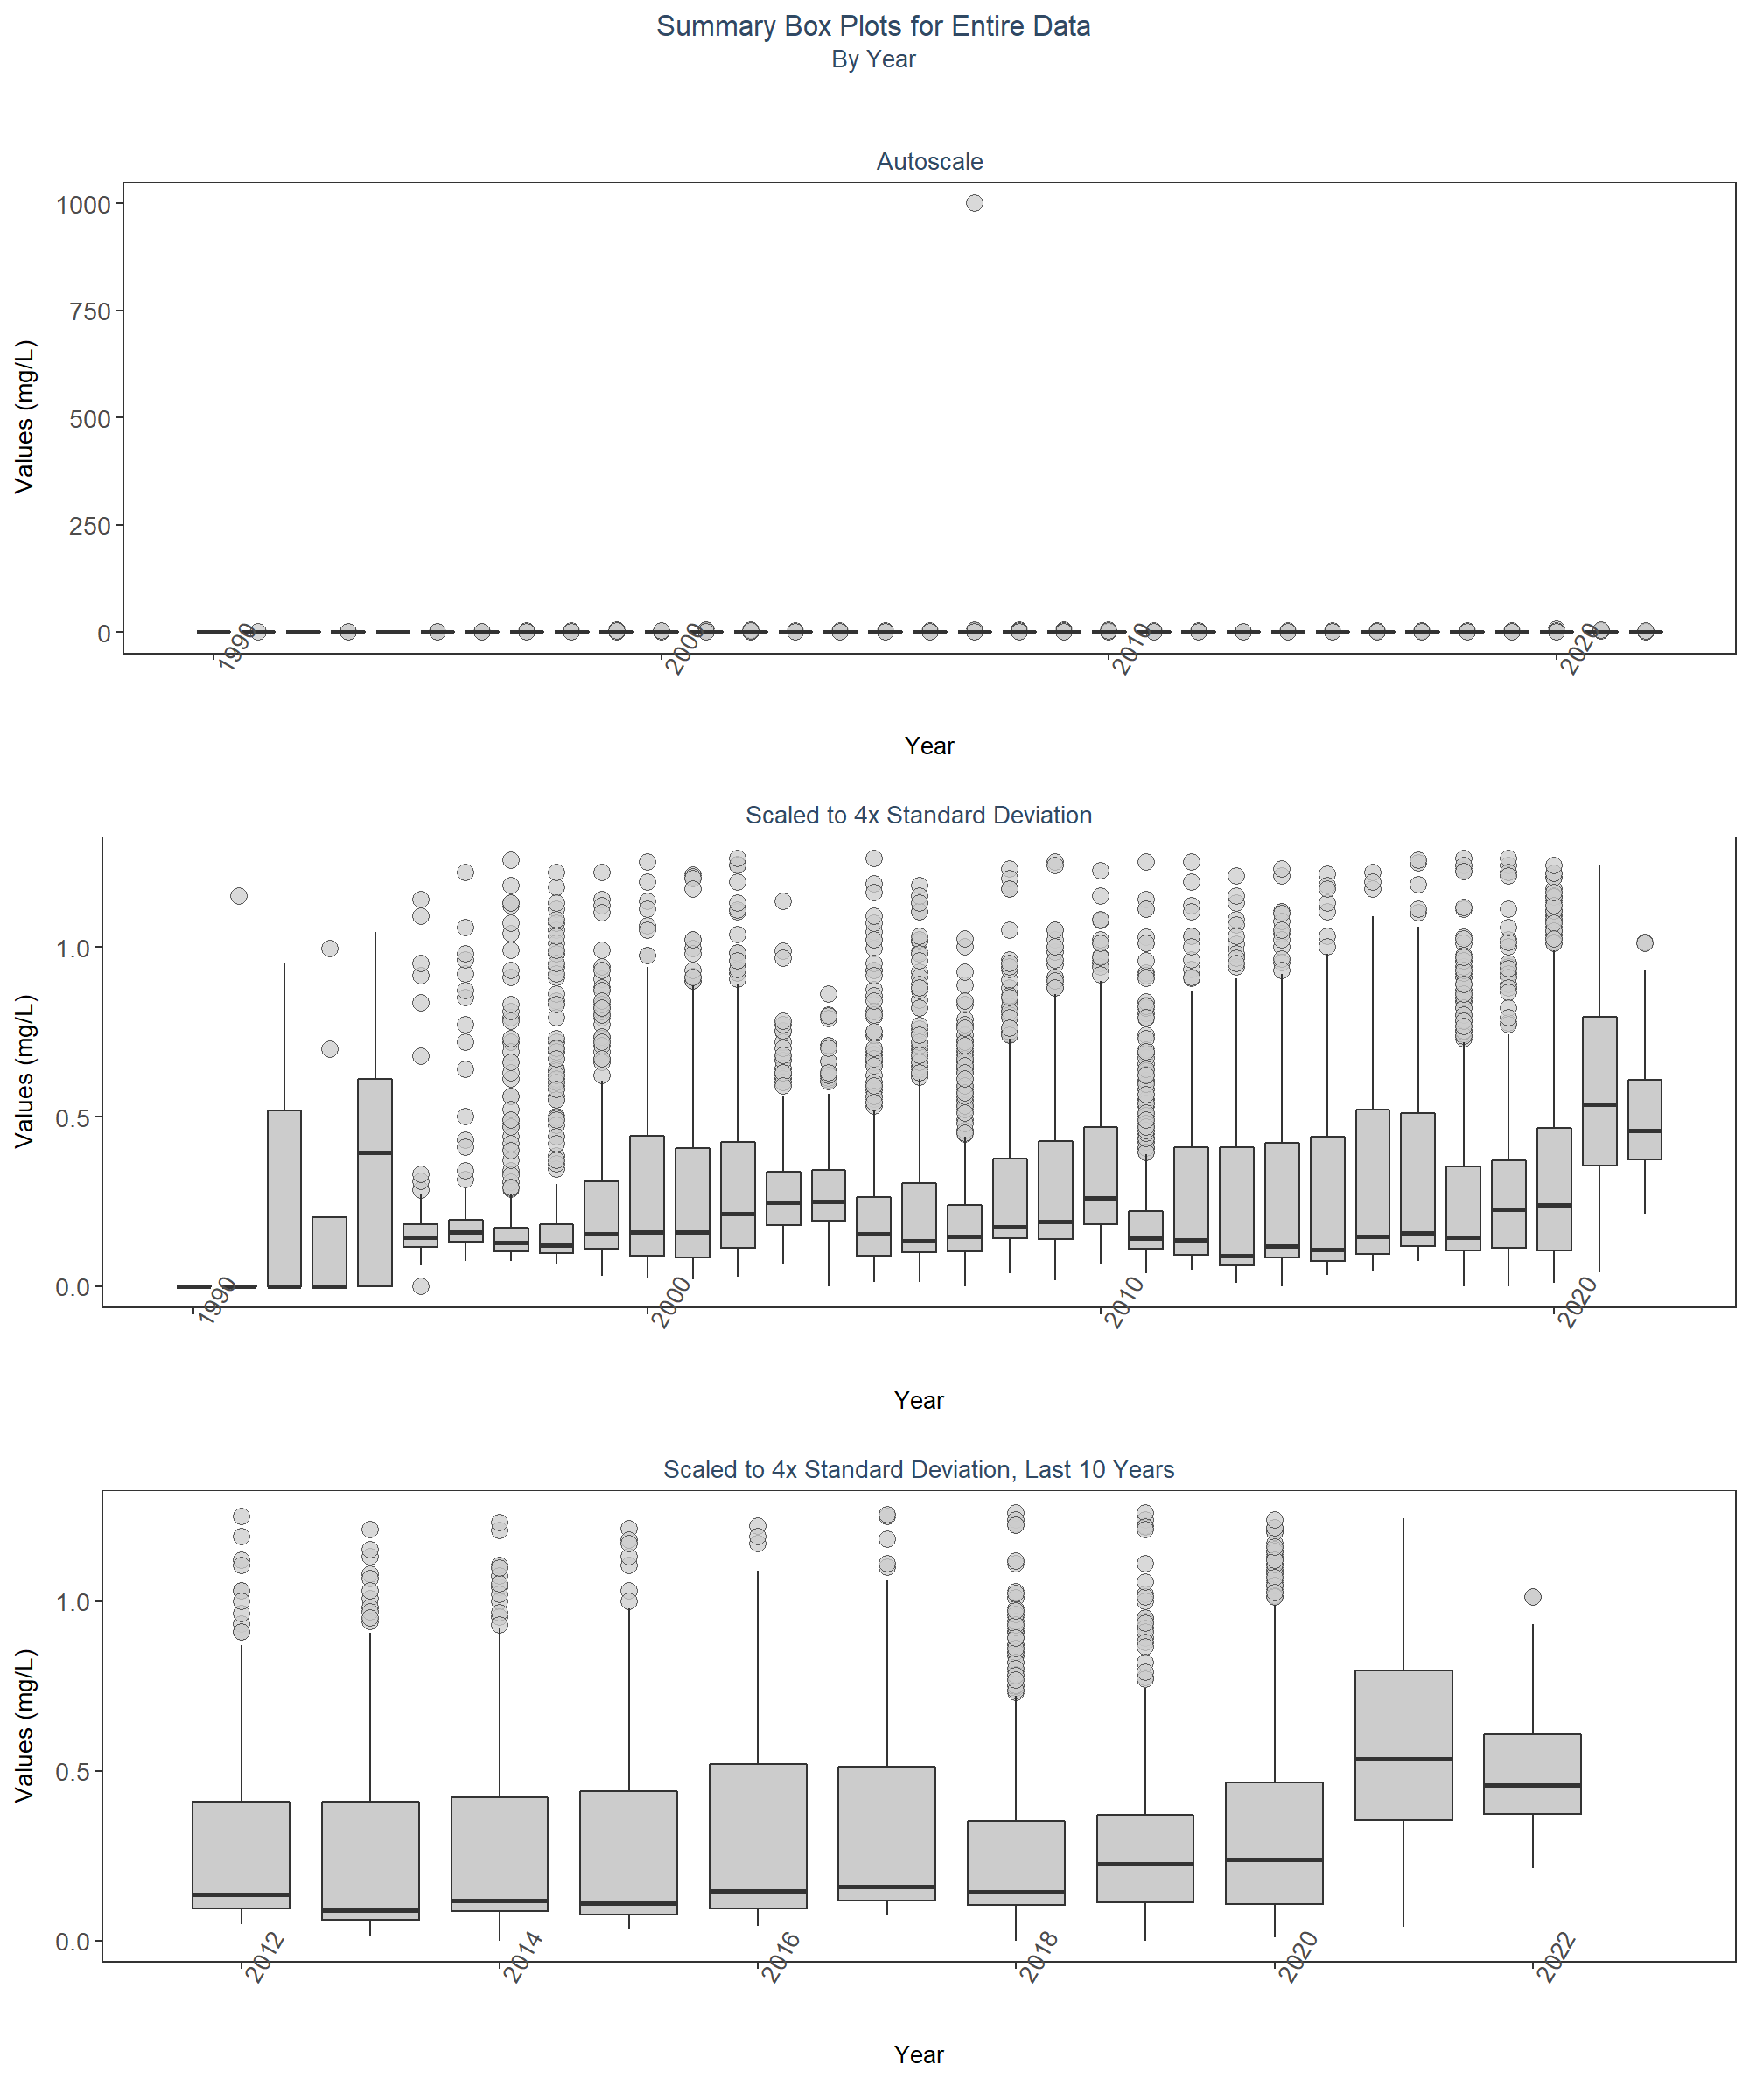 Summary Box Plots for Entire Data
By Year
Autoscale
1000
750
500
250
0
Values (mg/L)
1990
2000
2010
2020
Year
Scaled to 4x Standard Deviation
1.0
0.5
0.0
Values (mg/L)
1990
2000
2010
2020
Year
Scaled to 4x Standard Deviation, Last 10 Years
1.0
0.5
0.0
Values (mg/L)
2012
2014
2016
2018
2020
2022
Year